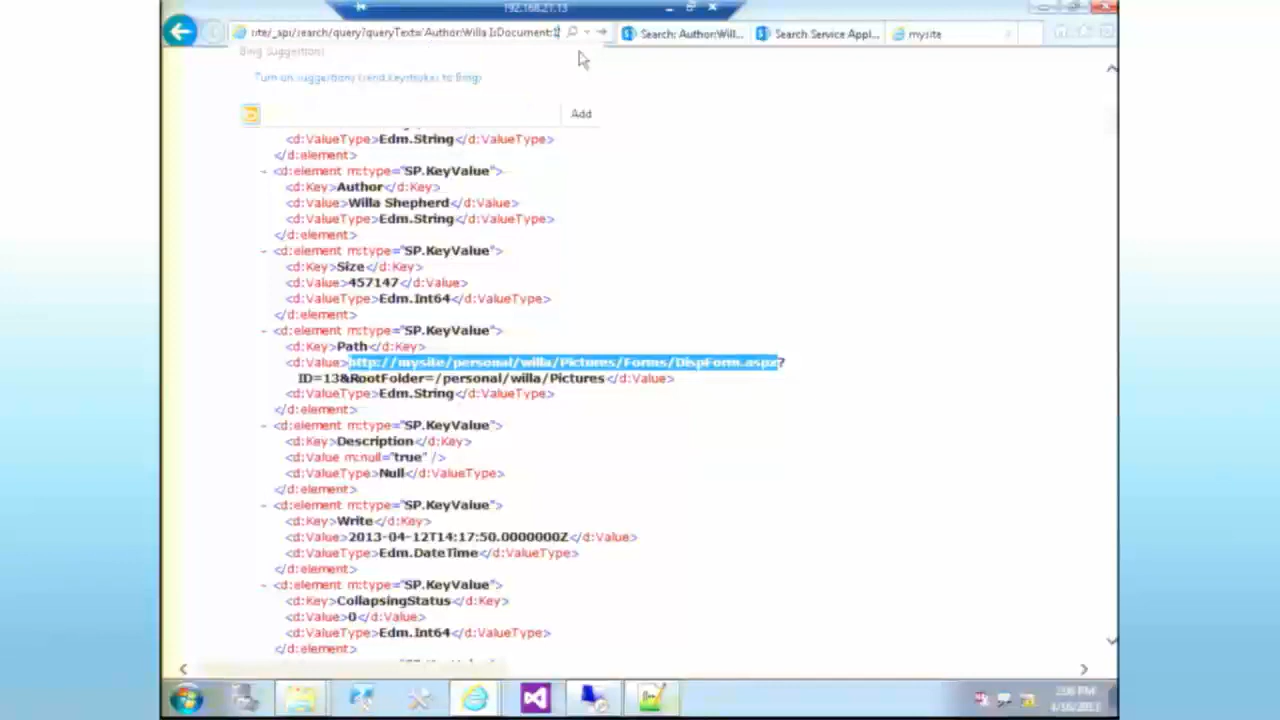 192.168.21.13
ite/_api/search/query?queryText='Author:Willa IsDocument:1
Search: Author:Will...
Search Service Appl...
mysite
Bing Suggestions
Turn on suggestions (send keystrokes to Bing)
Add
<d:ValueType>Edm.String</d:ValueType>
</d:element>
- <d:element m:type="SP.KeyValue">
<d:Key>Author</d:Key>
<d:Value>Willa Shepherd</d:Value>
<d:ValueType>Edm.String</d:ValueType>
</d:element>
- <d:element m:type="SP.KeyValue">
<d:Key>Size</d:Key>
<d:Value>457147</d:Value>
<d:ValueType>Edm.Int64</d:ValueType>
</d:element>
- <d:element m:type="SP.KeyValue">
<d:Key>Path</d:Key>
<d:Value>http://mysite/personal/willa/Pictures/Forms/DispForm.aspx?
ID=13&RootFolder=/personal/willa/Pictures</d:Value>
<d:ValueType>Edm.String</d:ValueType>
</d:element>
- <d:element m:type="SP.KeyValue">
<d:Key>Description</d:Key>
<d:Value m:null="true" />
<d:ValueType>Null</d:ValueType>
</d:element>
- <d:element m:type="SP.KeyValue">
<d:Key>Write</d:Key>
<d:Value>2013-04-12T14:17:50.0000000Z</d:Value>
<d:ValueType>Edm.DateTime</d:ValueType>
</d:element>
- <d:element m:type="SP.KeyValue">
<d:Key>CollapsingStatus</d:Key>
<d:Value>0</d:Value>
<d:ValueType>Edm.Int64</d:ValueType>
</d:element>